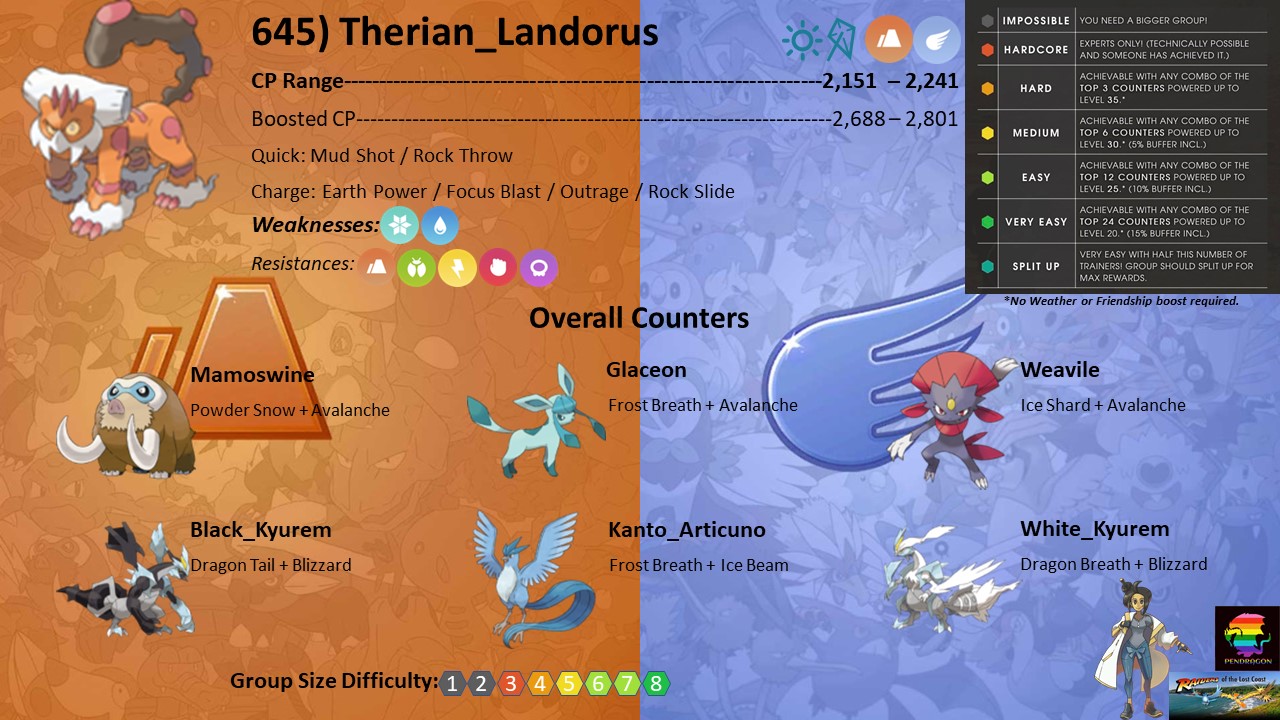 645) Therian_Landorus
CP Range--------------------------------------------------------------------2,151 – 2,241
Boosted CP--------------------------------------------------------------------2,688 – 2,801
Quick: Mud Shot / Rock Throw
Charge: Earth Power / Focus Blast / Outrage / Rock Slide
Weaknesses:
Resistances:
IMPOSSIBLE YOU NEED A BIGGER GROUP!
HARDCORE EXPERTS ONLY! (TECHNICALLY POSSIBLE
AND SOMEONE HAS ACHIEVED IT.)
HARD ACHIEVABLE WITH ANY COMBO OF THE
TOP 3 COUNTERS POWERED UP TO
LEVEL 35.*
MEDIUM ACHIEVABLE WITH ANY COMBO OF THE
TOP 6 COUNTERS POWERED UP TO
LEVEL 30.* (5% BUFFER INCL.)
EASY ACHIEVABLE WITH ANY COMBO OF THE
TOP 12 COUNTERS POWERED UP TO
LEVEL 25.* (10% BUFFER INCL.)
VERY EASY ACHIEVABLE WITH ANY COMBO OF THE
TOP 24 COUNTERS POWERED UP TO
LEVEL 20.* (15% BUFFER INCL.)
SPLIT UP VERY EASY WITH HALF THIS NUMBER OF
TRAINERS! GROUP SHOULD SPLIT UP FOR
MAX REWARDS.
*No Weather or Friendship boost required.
Overall Counters
Mamoswine
Powder Snow + Avalanche
Glaceon
Frost Breath + Avalanche
Weavile
Ice Shard + Avalanche
Black_Kyurem
Dragon Tail + Blizzard
Kanto_Articuno
Frost Breath + Ice Beam
White_Kyurem
Dragon Breath + Blizzard
Group Size Difficulty: 1 2 3 4 5 6 7 8
PENDRAGON
RAIDERS of the Lost Coast